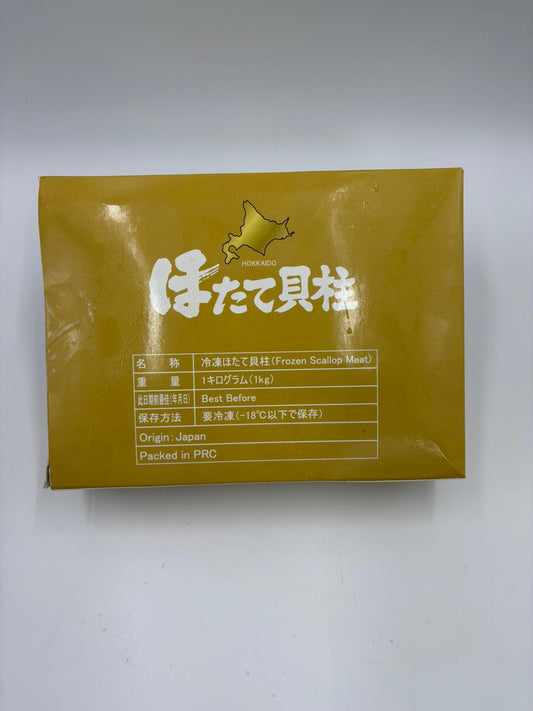 HOKKAIDO
ほたて貝柱
名 称 冷凍ほたて貝柱(Frozen Scallop Meat)
重 量 1キログラム(1kg)
此日期前最佳(年月日) Best Before
保存方法 要冷凍(-18℃以下で保存)
Origin:Japan
Packed in PRC